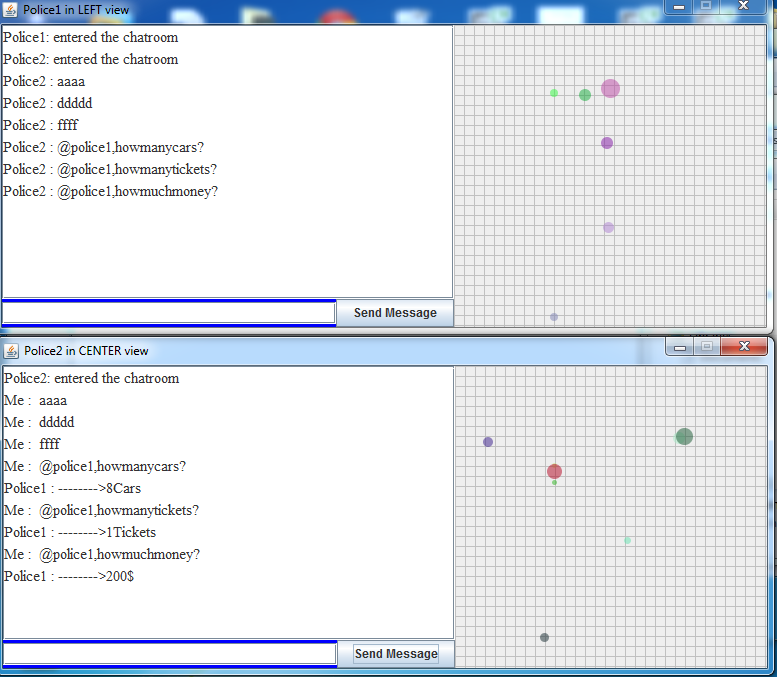 Police1 in LEFT view
Police1: entered the chatroom
Police2: entered the chatroom
Police2 : aaaa
Police2 : ddddd
Police2 : ffff
Police2 : @police1,howmanycars?
Police2 : @police1,howmanytickets?
Police2 : @police1,howmuchmoney?
Send Message
Police2 in CENTER view
Police2: entered the chatroom
Me :  aaaa
Me :  ddddd
Me :  ffff
Me :  @police1,howmanycars?
Police1 : -------->8Cars
Me :  @police1,howmanytickets?
Police1 : -------->1Tickets
Me :  @police1,howmuchmoney?
Police1 : -------->200$
Send Message